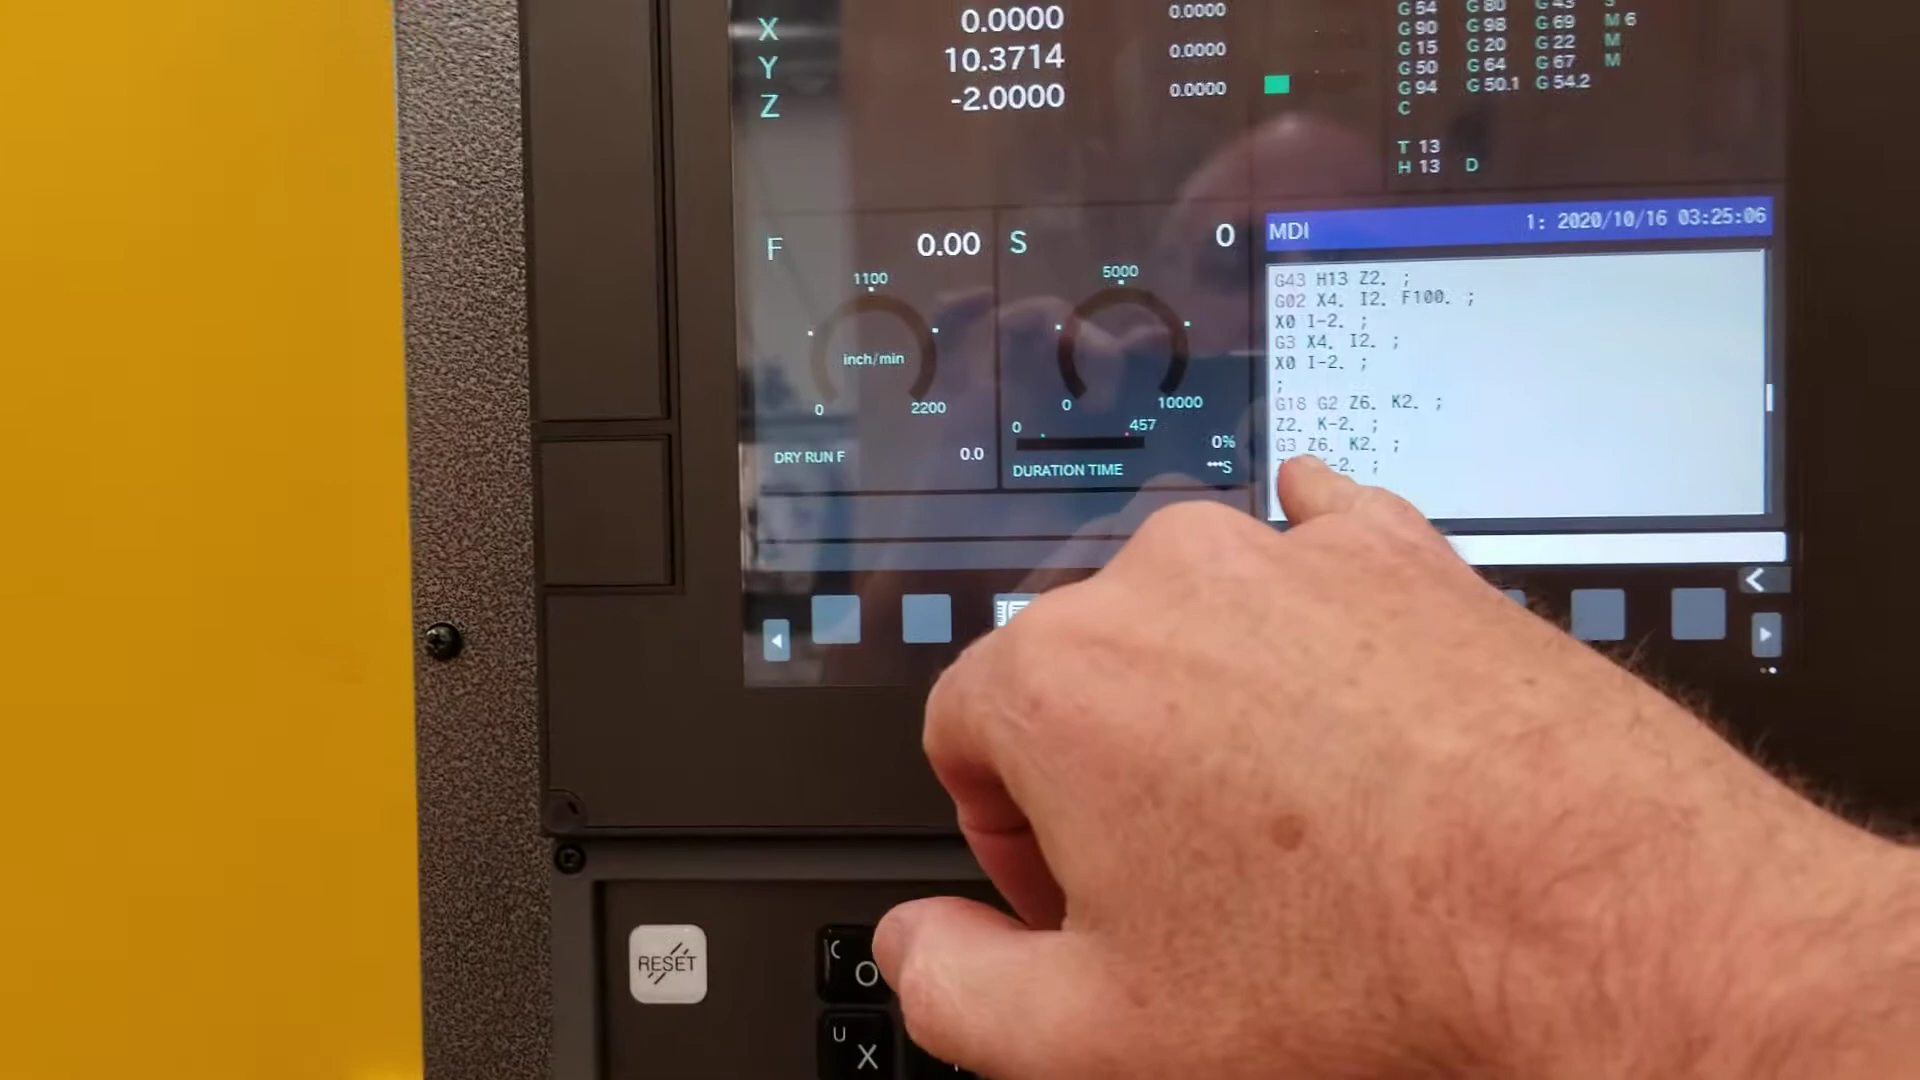 X 0.0000 0.0000
Y 10.3714 0.0000
Z -2.0000 0.0000
G 54 G 80 G 43 S
G 90 G 98 G 69 M 6
G 15 G 20 G 22 M
G 50 G 64 G 67 M
G 94 G 50.1 G 54.2
C
T 13
H 13 D
F 0.00
1100
inch/min
0 2200
DRY RUN F 0.0
S 0
5000
0 10000
0 457
0%
DURATION TIME ***S
MDI 1: 2020/10/16 03:25:06
G43 H13 Z2. ;
G02 X4. I2. F100. ;
X0 I-2. ;
G3 X4. I2. ;
X0 I-2. ;
;
G18 G2 Z6. K2. ;
Z2. K-2. ;
G3 Z6. K2. ;
-2. ;
<
RESET
( O
U X